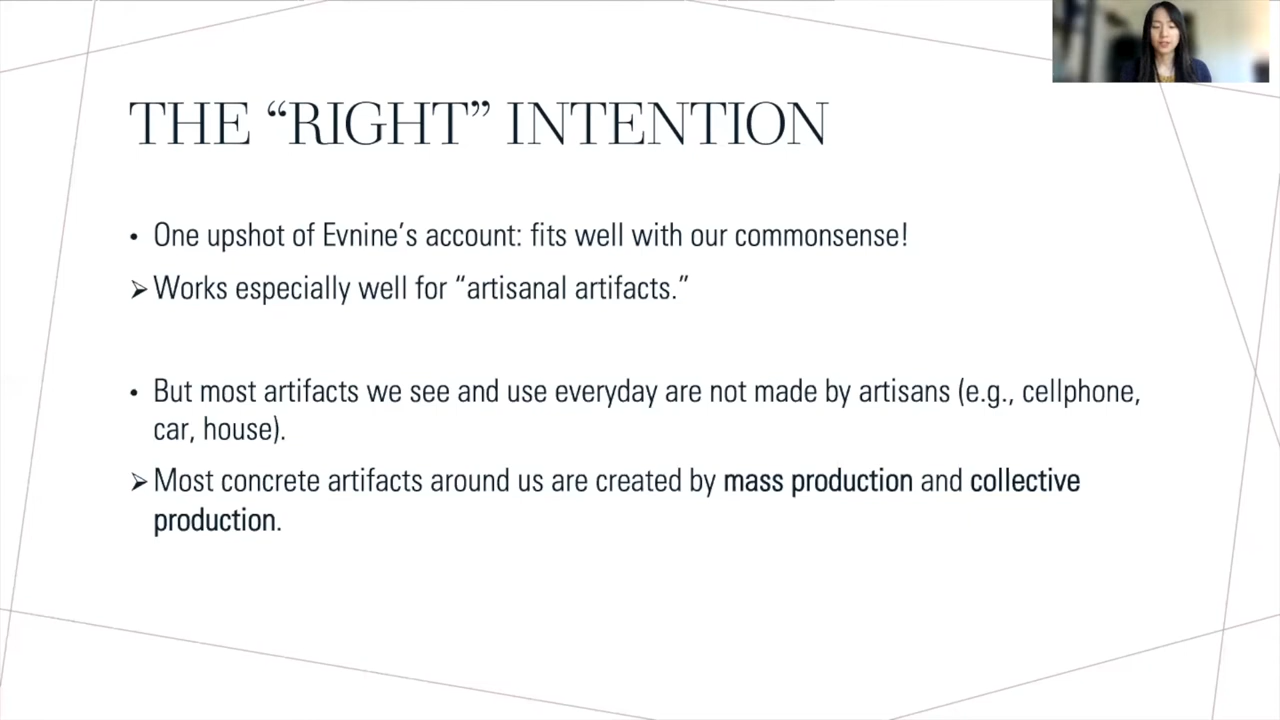 THE “RIGHT” INTENTION
• One upshot of Evnine’s account: fits well with our commonsense!
➢ Works especially well for “artisanal artifacts.”
• But most artifacts we see and use everyday are not made by artisans (e.g., cellphone,
car, house).
➢ Most concrete artifacts around us are created by mass production and collective
production.